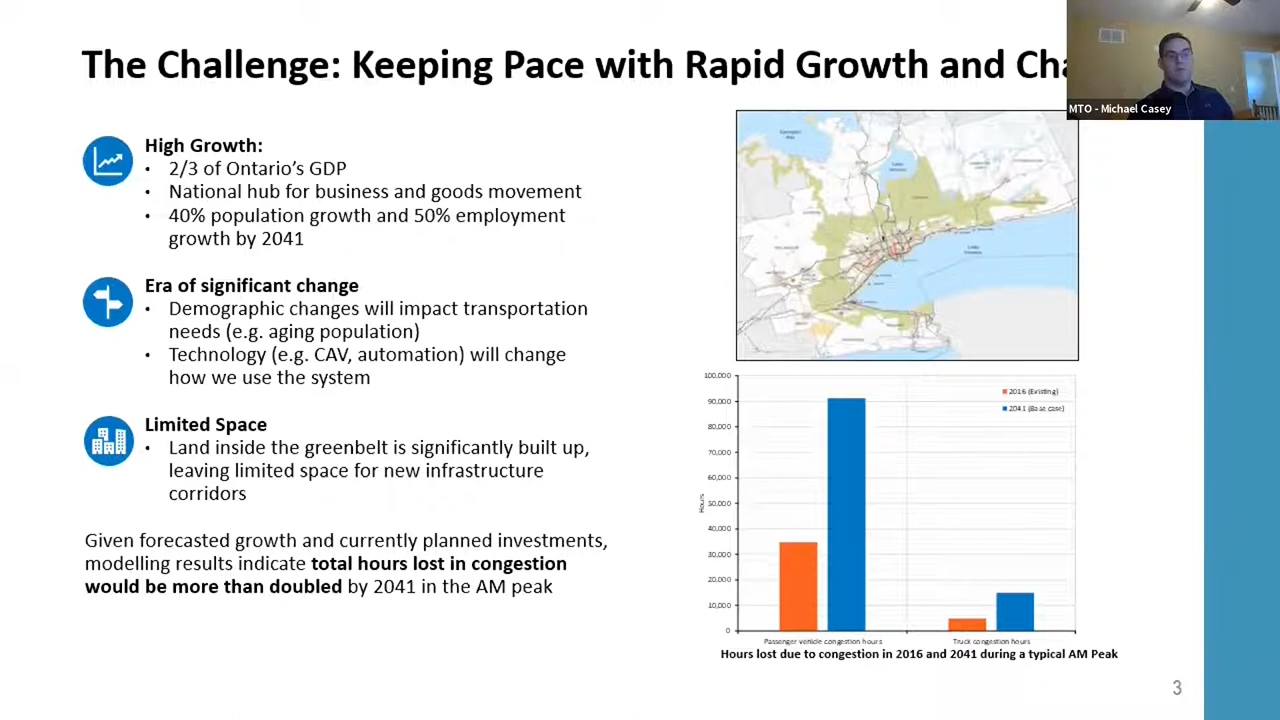 The Challenge: Keeping Pace with Rapid Growth and Cha
MTO - Michael Casey
High Growth:
• 2/3 of Ontario's GDP
• National hub for business and goods movement
• 40% population growth and 50% employment
growth by 2041
Era of significant change
• Demographic changes will impact transportation
needs (e.g. aging population)
• Technology (e.g. CAV, automation) will change
how we use the system
Limited Space
• Land inside the greenbelt is significantly built up,
leaving limited space for new infrastructure
corridors
Given forecasted growth and currently planned investments,
modelling results indicate total hours lost in congestion
would be more than doubled by 2041 in the AM peak
100,000
90,000
80,000
70,000
60,000
50,000
40,000
30,000
20,000
10,000
0
Hours
2016 (Existing)
2041 (Base case)
Passenger vehicle congestion hours
Truck congestion hours
Hours lost due to congestion in 2016 and 2041 during a typical AM Peak
3